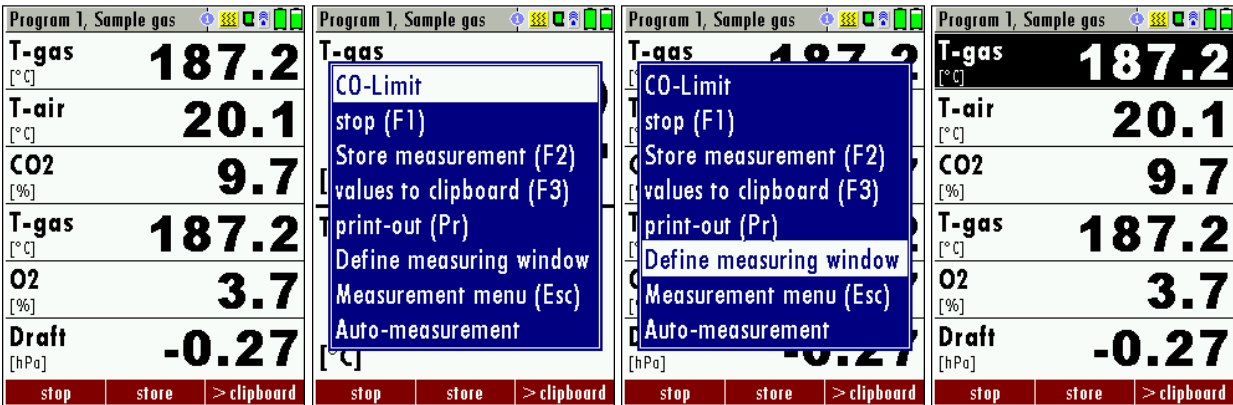 Program 1, Sample gas
T-gas
[°C]
187.2
T-air
[°C]
20.1
CO2
[%]
9.7
T-gas
[°C]
187.2
O2
[%]
3.7
Draft
[hPa]
-0.27
stop store >clipboard
Program 1, Sample gas
T-gas
CO-Limit
stop (F1)
Store measurement (F2)
values to clipboard (F3)
print-out (Pr)
Define measuring window
Measurement menu (Esc)
Auto-measurement
[°C]
stop store >clipboard
Program 1, Sample gas
T-gas
187.2
CO-Limit
stop (F1)
Store measurement (F2)
values to clipboard (F3)
print-out (Pr)
Define measuring window
Measurement menu (Esc)
Auto-measurement
-0.27
[hPa]
stop store >clipboard
Program 1, Sample gas
T-gas
[°C]
187.2
T-air
[°C]
20.1
CO2
[%]
9.7
T-gas
[°C]
187.2
O2
[%]
3.7
Draft
[hPa]
-0.27
stop store >clipboard